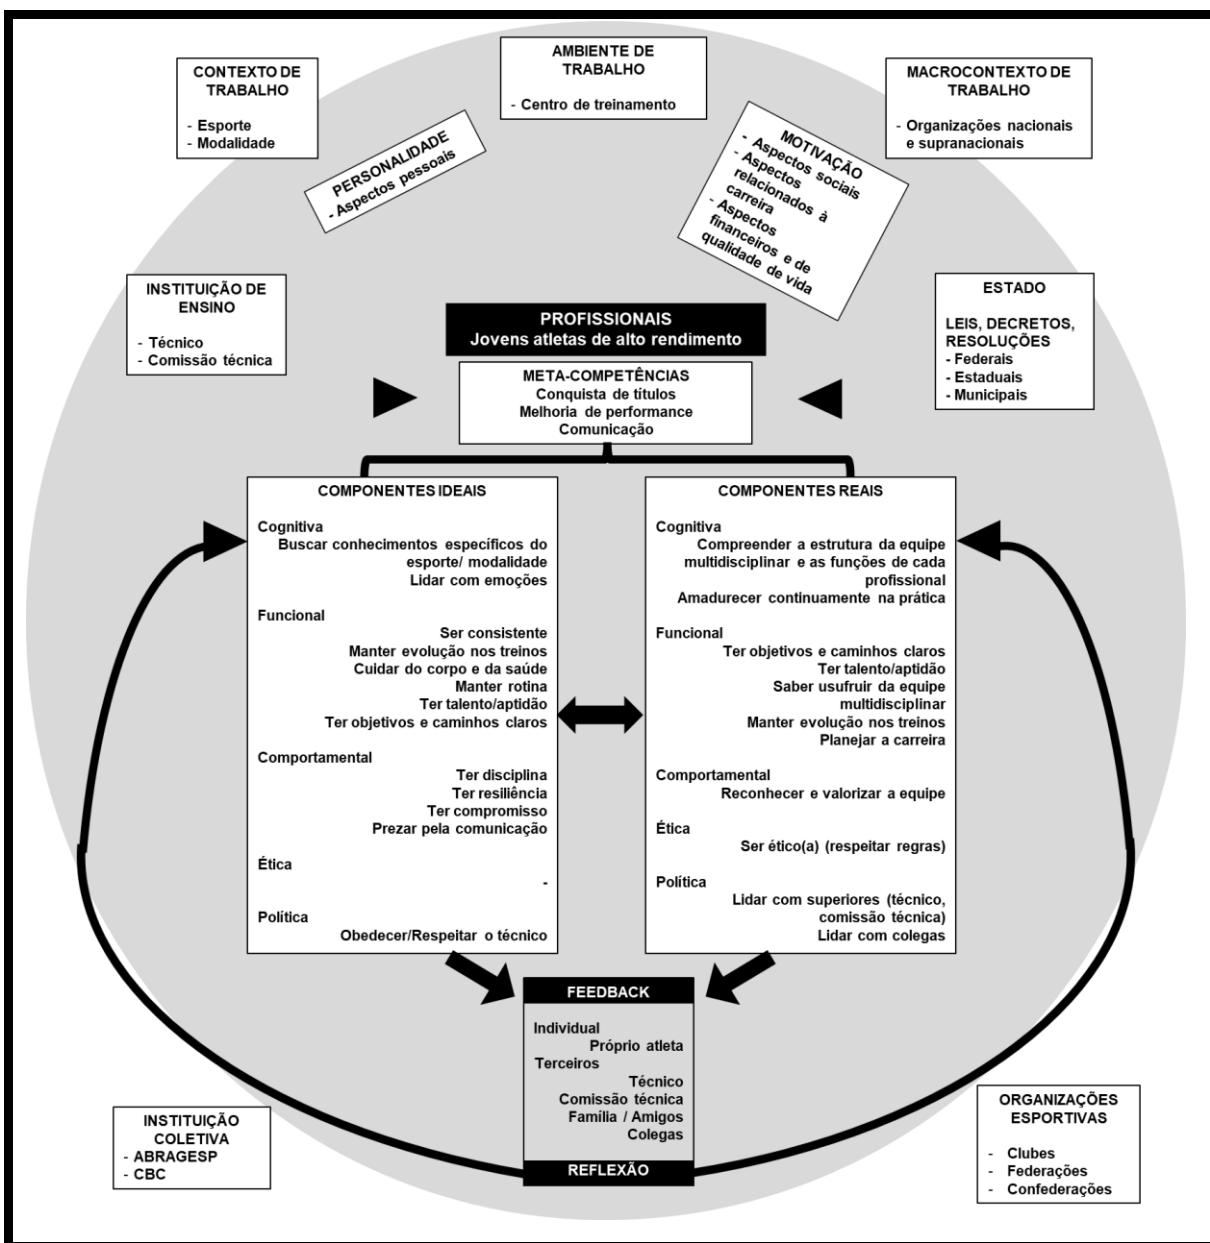 CONTEXTO DE
TRABALHO
- Esporte
- Modalidade
AMBIENTE DE
TRABALHO
- Centro de treinamento
MACROCONTEXTO DE
TRABALHO
- Organizações nacionais
e supranacionais
PERSONALIDADE
- Aspectos pessoais
MOTIVAÇÃO
- Aspectos sociais
- Aspectos
relacionados à
carreira
- Aspectos
financeiros e de
qualidade de vida
INSTITUIÇÃO DE
ENSINO
- Técnico
- Comissão técnica
ESTADO
LEIS, DECRETOS,
RESOLUÇÕES
- Federais
- Estaduais
- Municipais
PROFISSIONAIS
Jovens atletas de alto rendimento
META-COMPETÊNCIAS
Conquista de títulos
Melhoria de performance
Comunicação
COMPONENTES IDEAIS
Cognitiva
Buscar conhecimentos específicos do
esporte/ modalidade
Lidar com emoções
Funcional
Ser consistente
Manter evolução nos treinos
Cuidar do corpo e da saúde
Manter rotina
Ter talento/aptidão
Ter objetivos e caminhos claros
Comportamental
Ter disciplina
Ter resiliência
Ter compromisso
Prezar pela comunicação
Ética
-
Política
Obedecer/Respeitar o técnico
COMPONENTES REAIS
Cognitiva
Compreender a estrutura da equipe
multidisciplinar e as funções de cada
profissional
Amadurecer continuamente na prática
Funcional
Ter objetivos e caminhos claros
Ter talento/aptidão
Saber usufruir da equipe
multidisciplinar
Manter evolução nos treinos
Planejar a carreira
Comportamental
Reconhecer e valorizar a equipe
Ética
Ser ético(a) (respeitar regras)
Política
Lidar com superiores (técnico,
comissão técnica)
Lidar com colegas
FEEDBACK
Individual
Próprio atleta
Terceiros
Técnico
Comissão técnica
Família / Amigos
Colegas
REFLEXÃO
INSTITUIÇÃO
COLETIVA
- ABRAGESP
- CBC
ORGANIZAÇÕES
ESPORTIVAS
- Clubes
- Federações
- Confederações